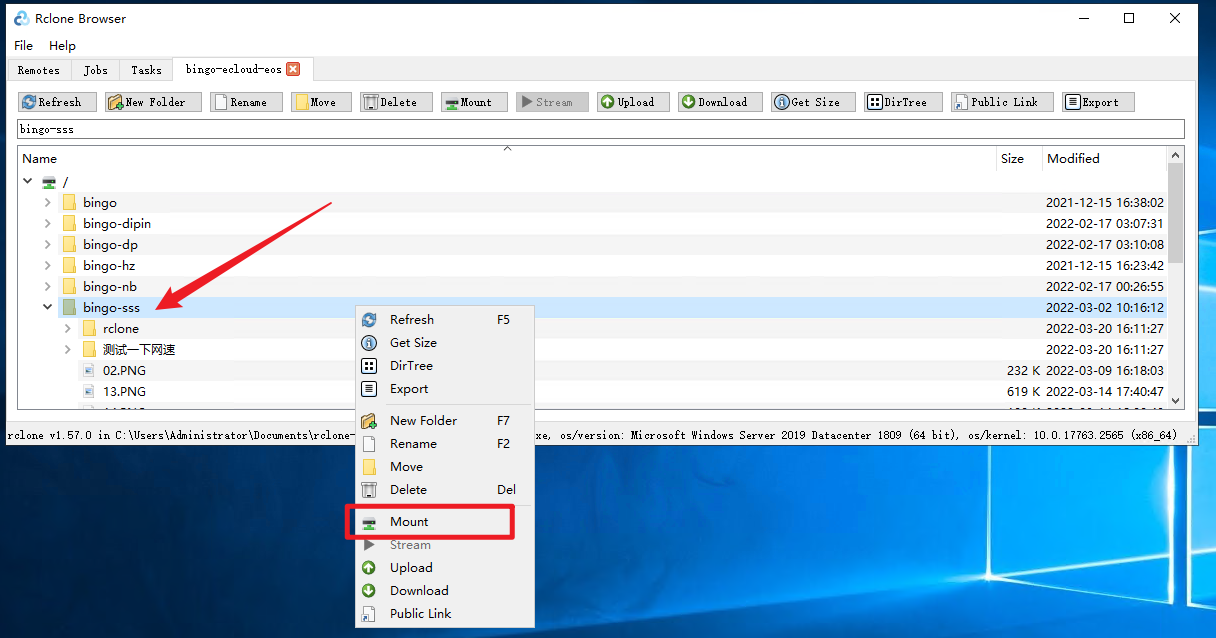 Rclone Browser
File Help
Remotes Jobs Tasks bingo-ecloud-eos
Refresh New Folder Rename Move Delete Mount Stream Upload Download Get Size DirTree Public Link Export
bingo-sss
Name Size Modified
/
bingo 2021-12-15 16:38:02
bingo-dipin 2022-02-17 03:07:31
bingo-dp 2022-02-17 03:10:08
bingo-hz 2021-12-15 16:23:42
bingo-nb 2022-02-17 00:26:55
bingo-sss 2022-03-02 10:16:12
rclone 2022-03-20 16:11:27
测试一下网速 2022-03-20 16:11:27
02.PNG 232 K 2022-03-09 16:18:03
13.PNG 619 K 2022-03-14 17:40:47
rclone v1.57.0 in C:\Users\Administrator\Documents\rclone- xe, os/version: Microsoft Windows Server 2019 Datacenter 1809 (64 bit), os/kernel: 10.0.17763.2565 (x86_64)
Refresh F5
Get Size
DirTree
Export
New Folder F7
Rename F2
Move
Delete Del
Mount
Stream
Upload
Download
Public Link